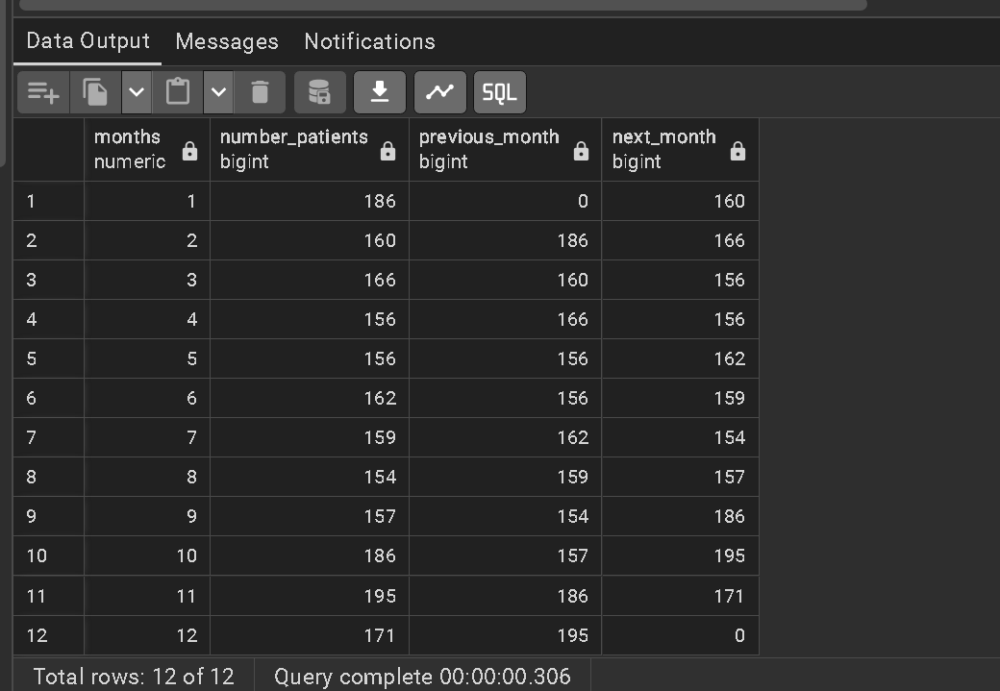 Data Output Messages Notifications
SQL
months number_patients previous_month next_month
numeric bigint bigint bigint
1 1 186 0 160
2 2 160 186 166
3 3 166 160 156
4 4 156 166 156
5 5 156 156 162
6 6 162 156 159
7 7 159 162 154
8 8 154 159 157
9 9 157 154 186
10 10 186 157 195
11 11 195 186 171
12 12 171 195 0
Total rows: 12 of 12 Query complete 00:00:00.306